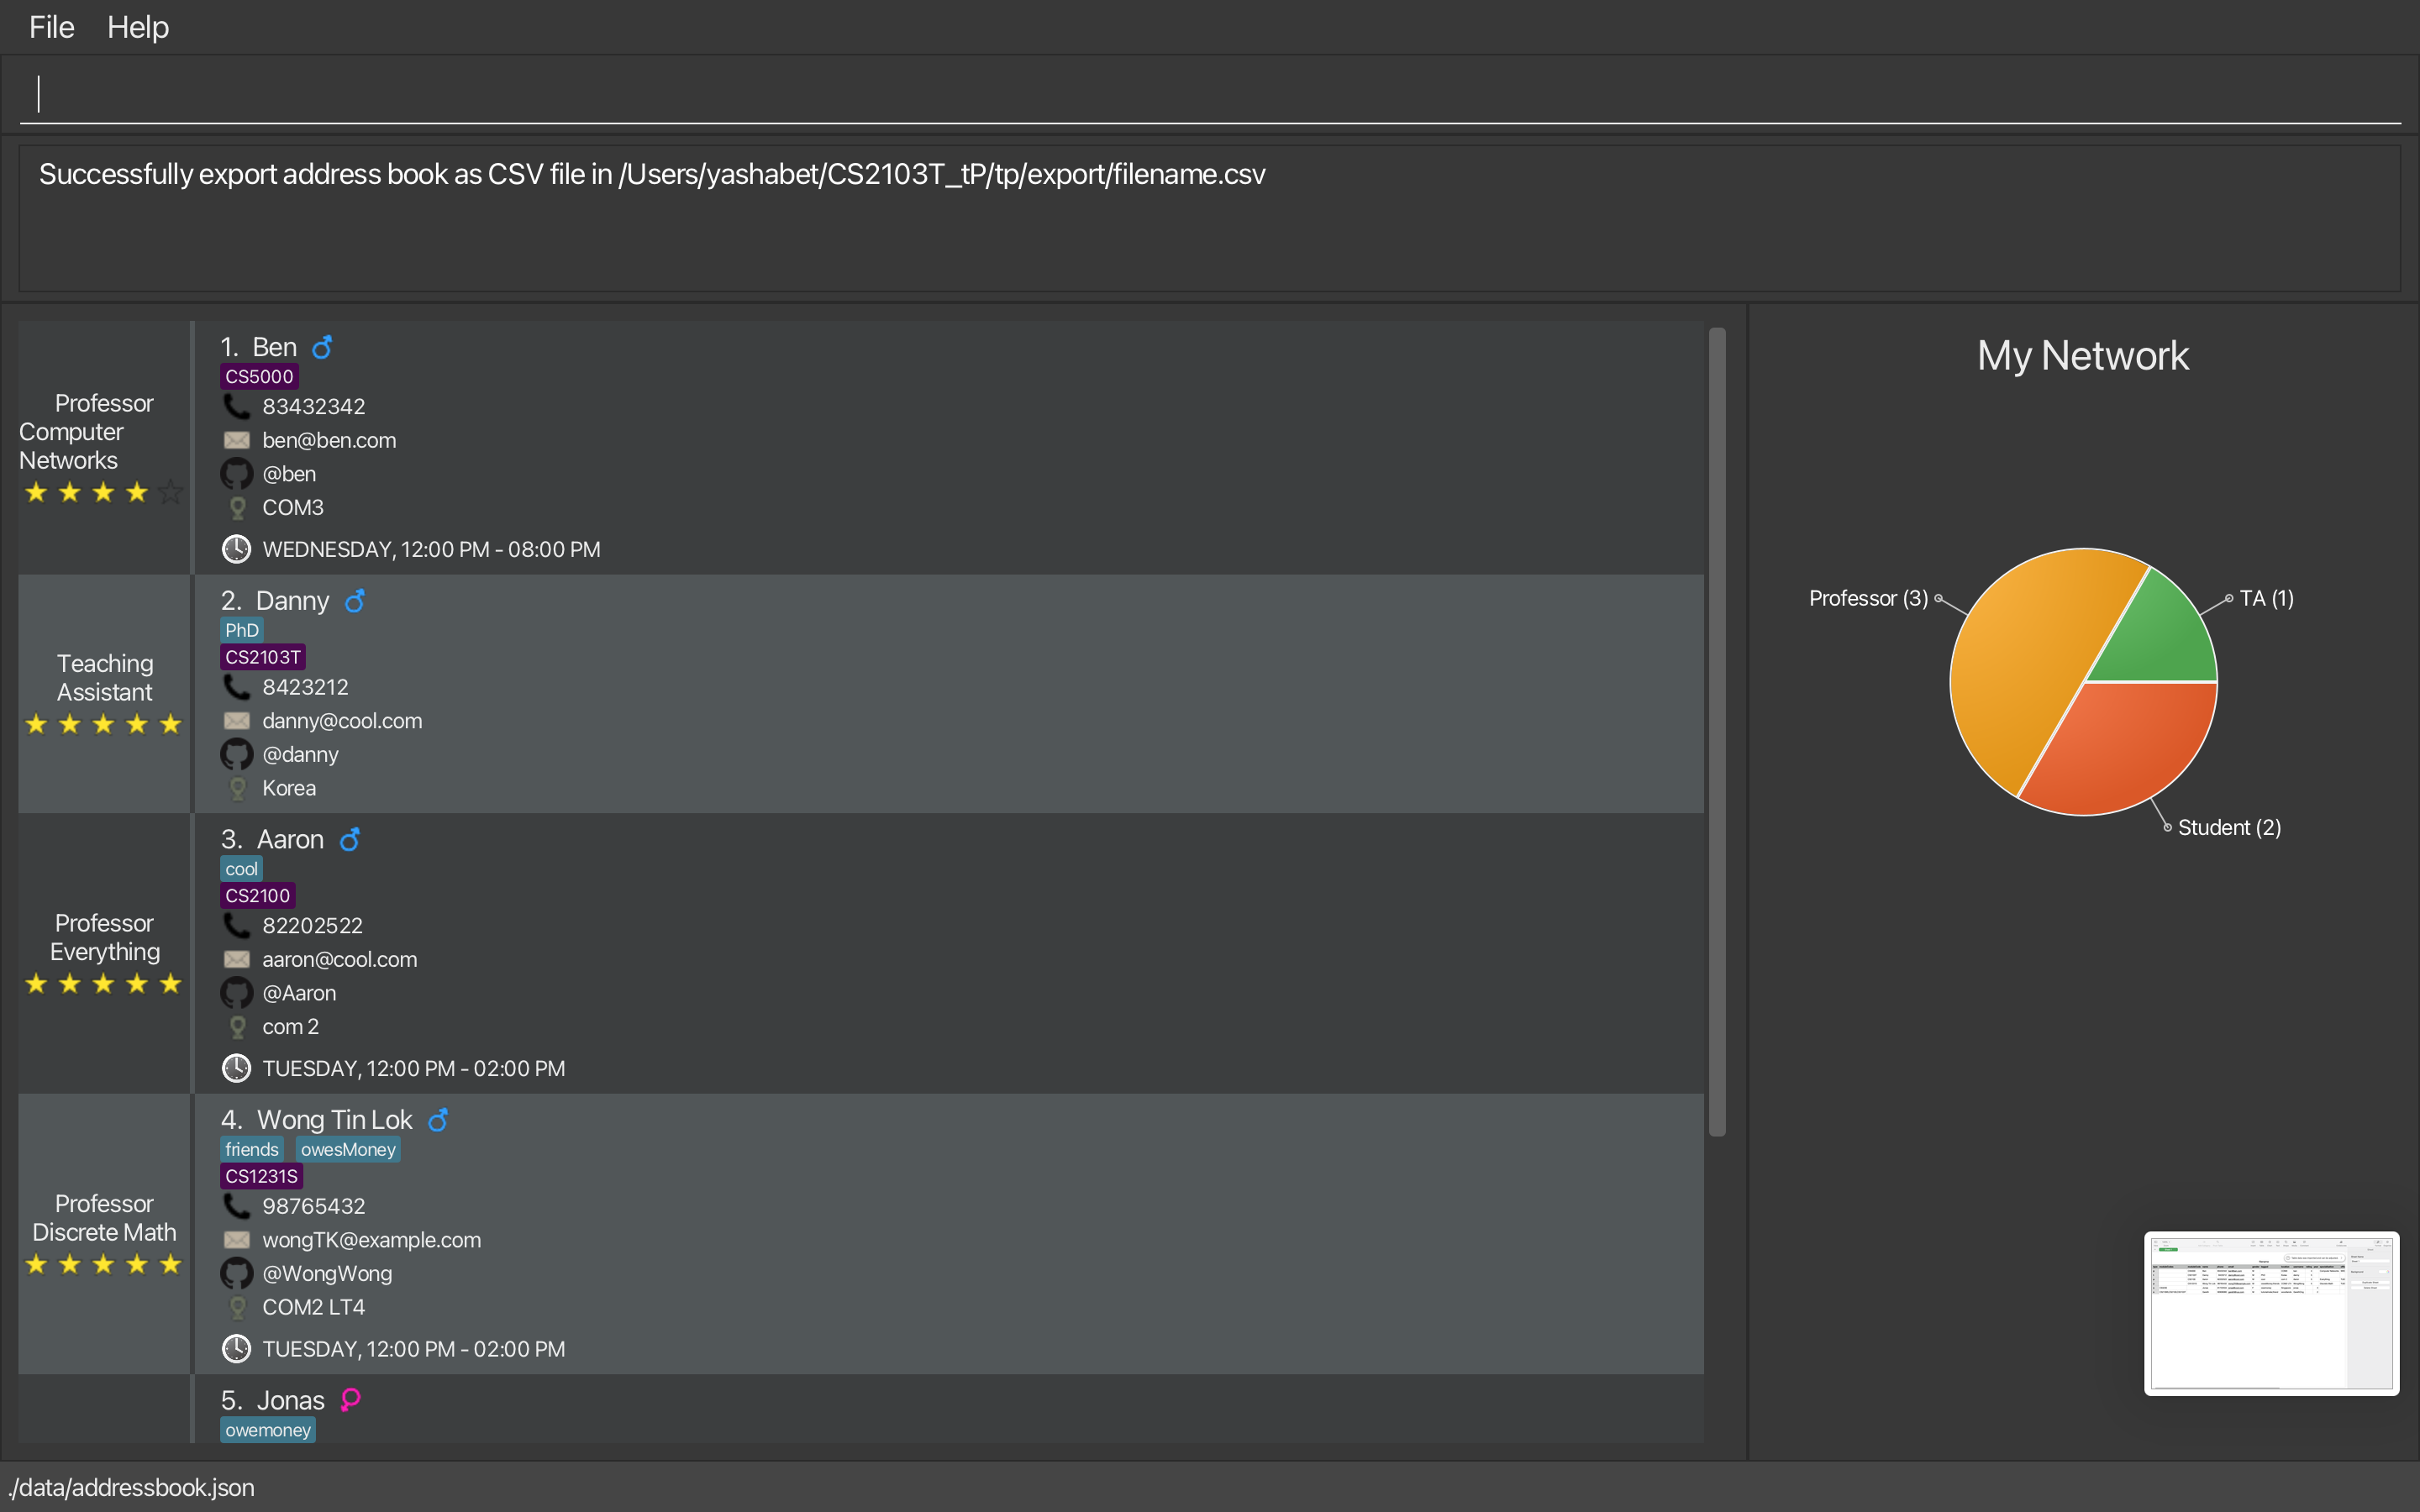 File Help
Successfully export address book as CSV file in /Users/yashabet/CS2103T_tP/tp/export/filename.csv
Professor
Computer
Networks
1. Ben
CS5000
83432342
ben@ben.com
@ben
COM3
WEDNESDAY, 12:00 PM - 08:00 PM
Teaching
Assistant
2. Danny
PhD
CS2103T
8423212
danny@cool.com
@danny
Korea
Professor
Everything
3. Aaron
cool
CS2100
82202522
aaron@cool.com
@Aaron
com 2
TUESDAY, 12:00 PM - 02:00 PM
Professor
Discrete Math
4. Wong Tin Lok
friends owesMoney
CS1231S
98765432
wongTK@example.com
@WongWong
COM2 LT4
TUESDAY, 12:00 PM - 02:00 PM
5. Jonas
owemoney
My Network
Professor (3)
TA (1)
Student (2)
./data/addressbook.json